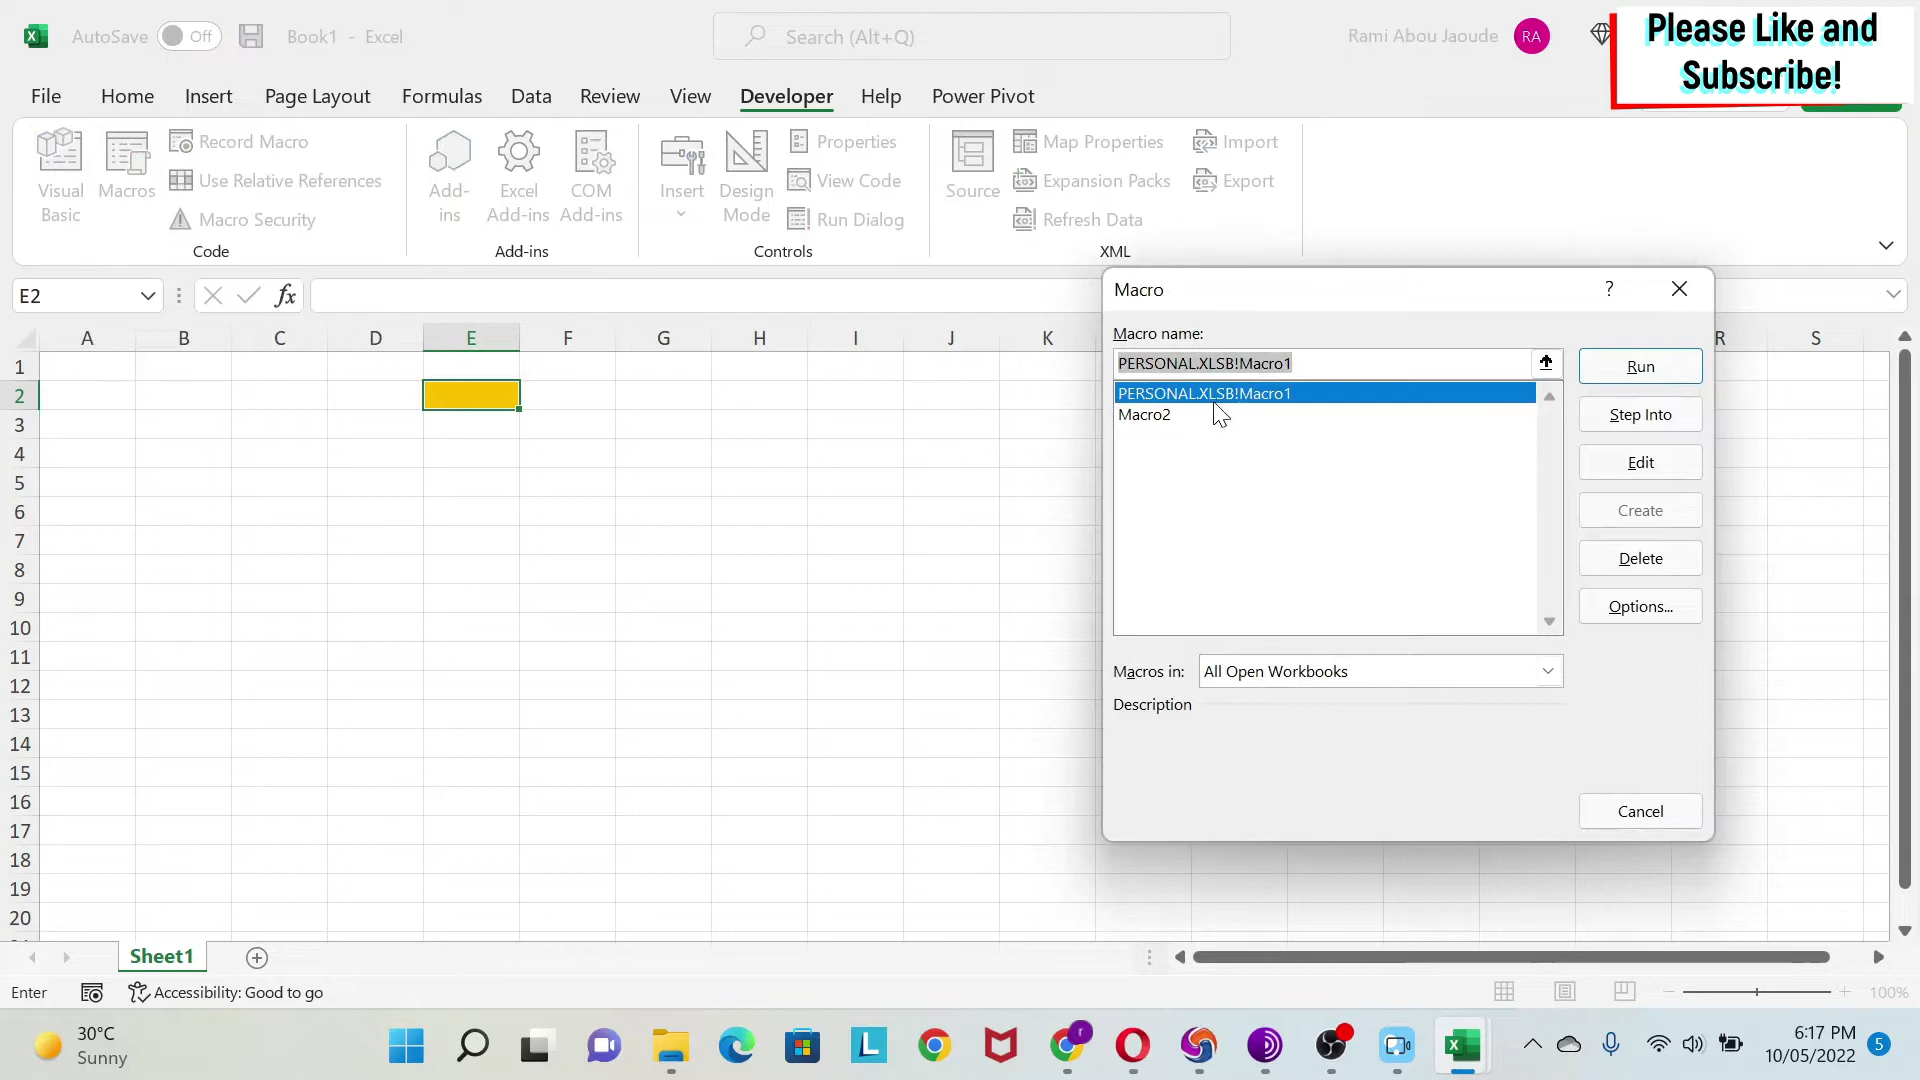 AutoSave Off Book1 - Excel Search (Alt+Q) Rami Abou Jaoude RA
Please Like and
Subscribe!
File Home Insert Page Layout Formulas Data Review View Developer Help Power Pivot
Visual Basic
Macros
Record Macro
Use Relative References
Macro Security
Code
Add-ins
Excel Add-ins
COM Add-ins
Add-ins
Insert
Design Mode
Properties
View Code
Run Dialog
Controls
Source
Map Properties
Expansion Packs
Refresh Data
Import
Export
XML
E2 fx
A B C D E F G H I J K R S
1
2
3
4
5
6
7
8
9
10
11
12
13
14
15
16
17
18
19
20
Macro ?
Macro name:
PERSONAL.XLSB!Macro1
PERSONAL.XLSB!Macro1
Macro2
Run
Step Into
Edit
Create
Delete
Options...
Macros in: All Open Workbooks
Description
Cancel
Sheet1
Enter Accessibility: Good to go 100%
30°C
Sunny
L
r
6:17 PM
10/05/2022
5